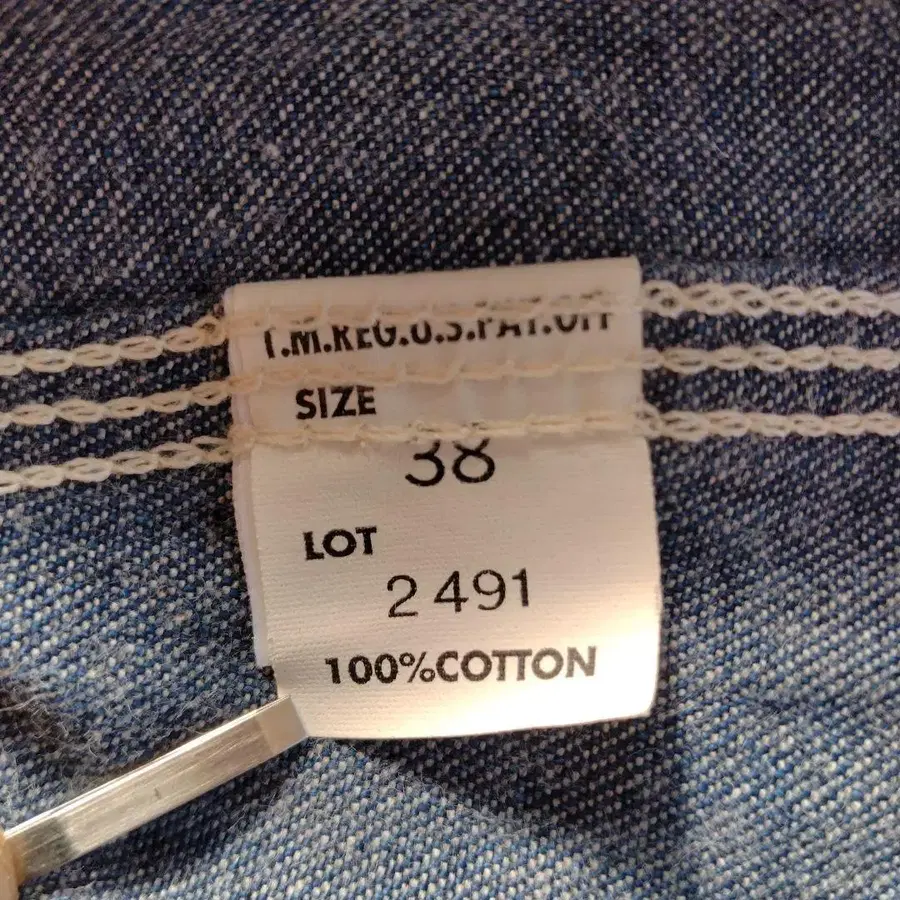 T.M.REG.U.S.PAT.OFF
SIZE
38
LOT
2491
100%COTTON